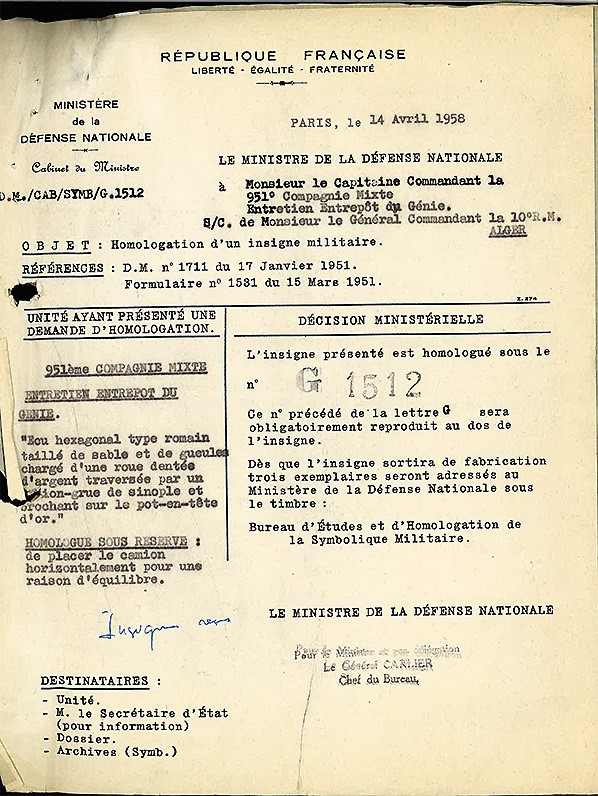 RÉPUBLIQUE FRANÇAISE
LIBERTÉ - ÉGALITÉ - FRATERNITÉ
MINISTÈRE
de la
DÉFENSE NATIONALE
Cabinet du Ministre
D.M./CAB/SYMB/G.1512
PARIS, le 14 Avril 1958
LE MINISTRE DE LA DÉFENSE NATIONALE
à Monsieur le Capitaine Commandant la
951° Compagnie Mixte
Entretien Entrepôt du Génie.
S/C. de Monsieur le Général Commandant la 10°R.M.
ALGER
OBJET : Homologation d'un insigne militaire.
RÉFÉRENCES : D.M. n° 1711 du 17 Janvier 1951.
Formulaire n° 1531 du 15 Mars 1951.
UNITÉ AYANT PRÉSENTÉ UNE
DEMANDE D'HOMOLOGATION.
951ème COMPAGNIE MIXTE
ENTRETIEN ENTREPOT DU
GENIE.
"Ecu hexagonal type romain
taillé de sable et de gueules
chargé d'une roue dentée
d'argent traversée par un
camion-grue de sinople et
brochant sur le pot-en-tête
d'or."
HOMOLOGUE SOUS RESERVE :
de placer le camion
horizontalement pour une
raison d'équilibre.
DÉCISION MINISTÉRIELLE
L'insigne présenté est homologué sous le
n° G 1512
Ce n° précédé de la lettre G sera
obligatoirement reproduit au dos de
l'insigne.
Dès que l'insigne sortira de fabrication
trois exemplaires seront adressés au
Ministère de la Défense Nationale sous
le timbre :
Bureau d'Études et d'Homologation de
la Symbolique Militaire.
LE MINISTRE DE LA DÉFENSE NATIONALE
Pour le Ministre et par délégation
Le Général CARLIER
Chef du Bureau,
DESTINATAIRES :
- Unité.
- M. le Secrétaire d'État
(pour information)
- Dossier.
- Archives (Symb.)